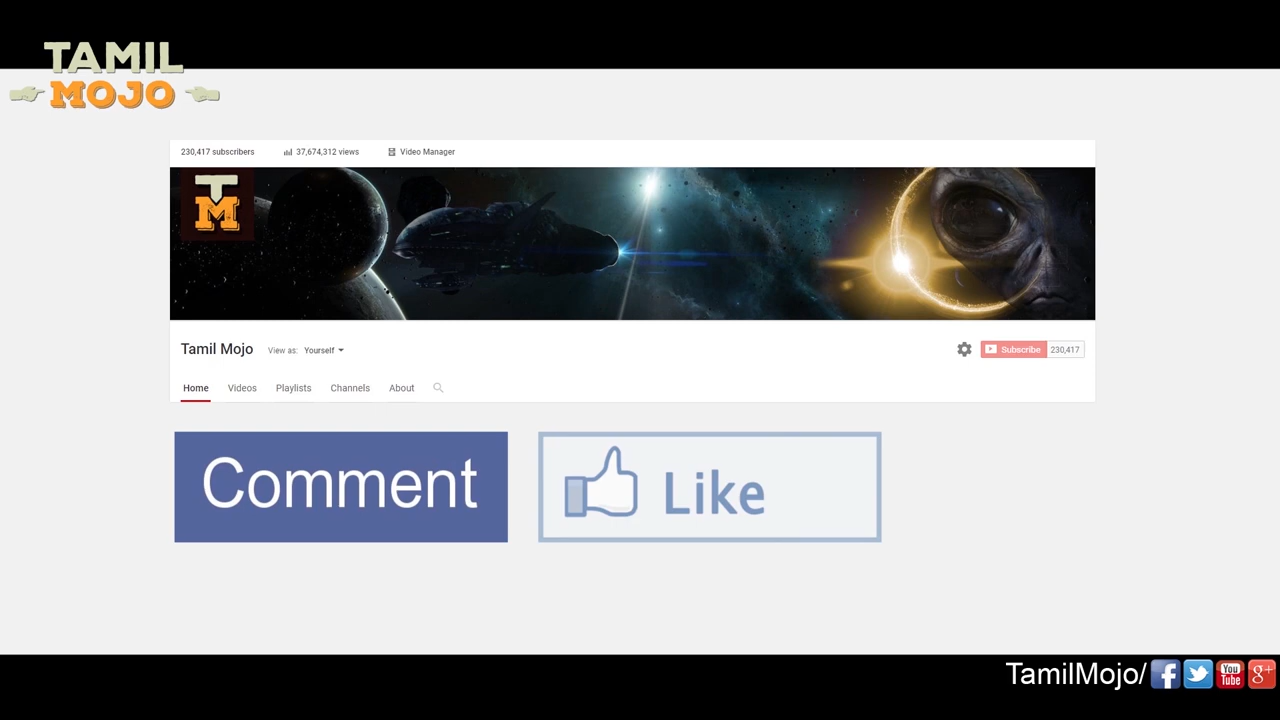 TAMIL
MOJO
230,417 subscribers 37,674,312 views Video Manager
T
M
Tamil Mojo View as: Yourself Subscribe 230,417
Home Videos Playlists Channels About
Comment Like
TamilMojo/ f You Tube g+